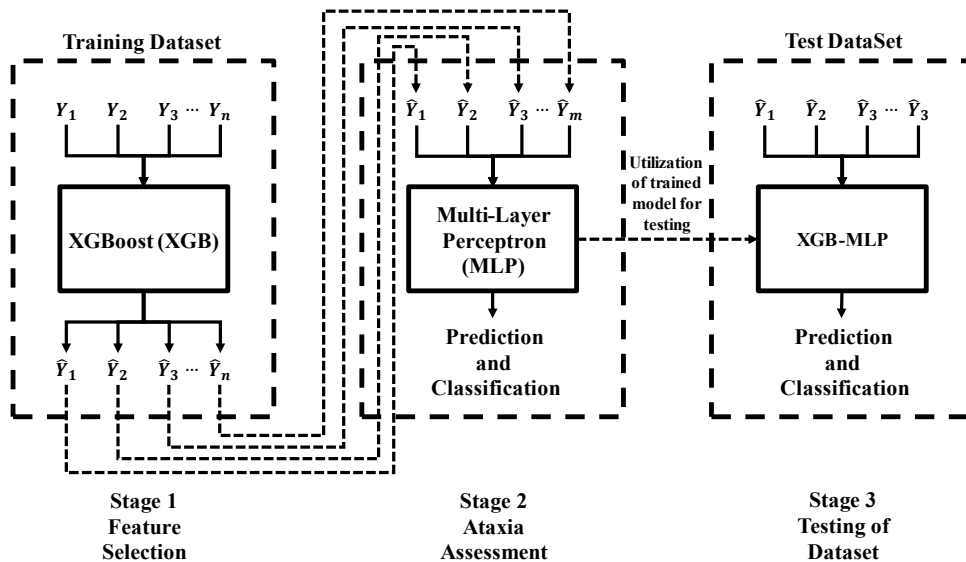 Training Dataset
Y₁ Y₂ Y₃ ⋯ Yₙ
XGBoost (XGB)
Ŷ₁ Ŷ₂ Ŷ₃ ⋯ Ŷₙ
Stage 1
Feature
Selection
Ŷ₁ Ŷ₂ Ŷ₃ ⋯ Ŷₘ
Multi-Layer
Perceptron
(MLP)
Prediction
and
Classification
Stage 2
Ataxia
Assessment
Utilization
of trained
model for
testing
Test DataSet
Ŷ₁ Ŷ₂ Ŷ₃ ⋯ Ŷ₃
XGB-MLP
Prediction
and
Classification
Stage 3
Testing of
Dataset